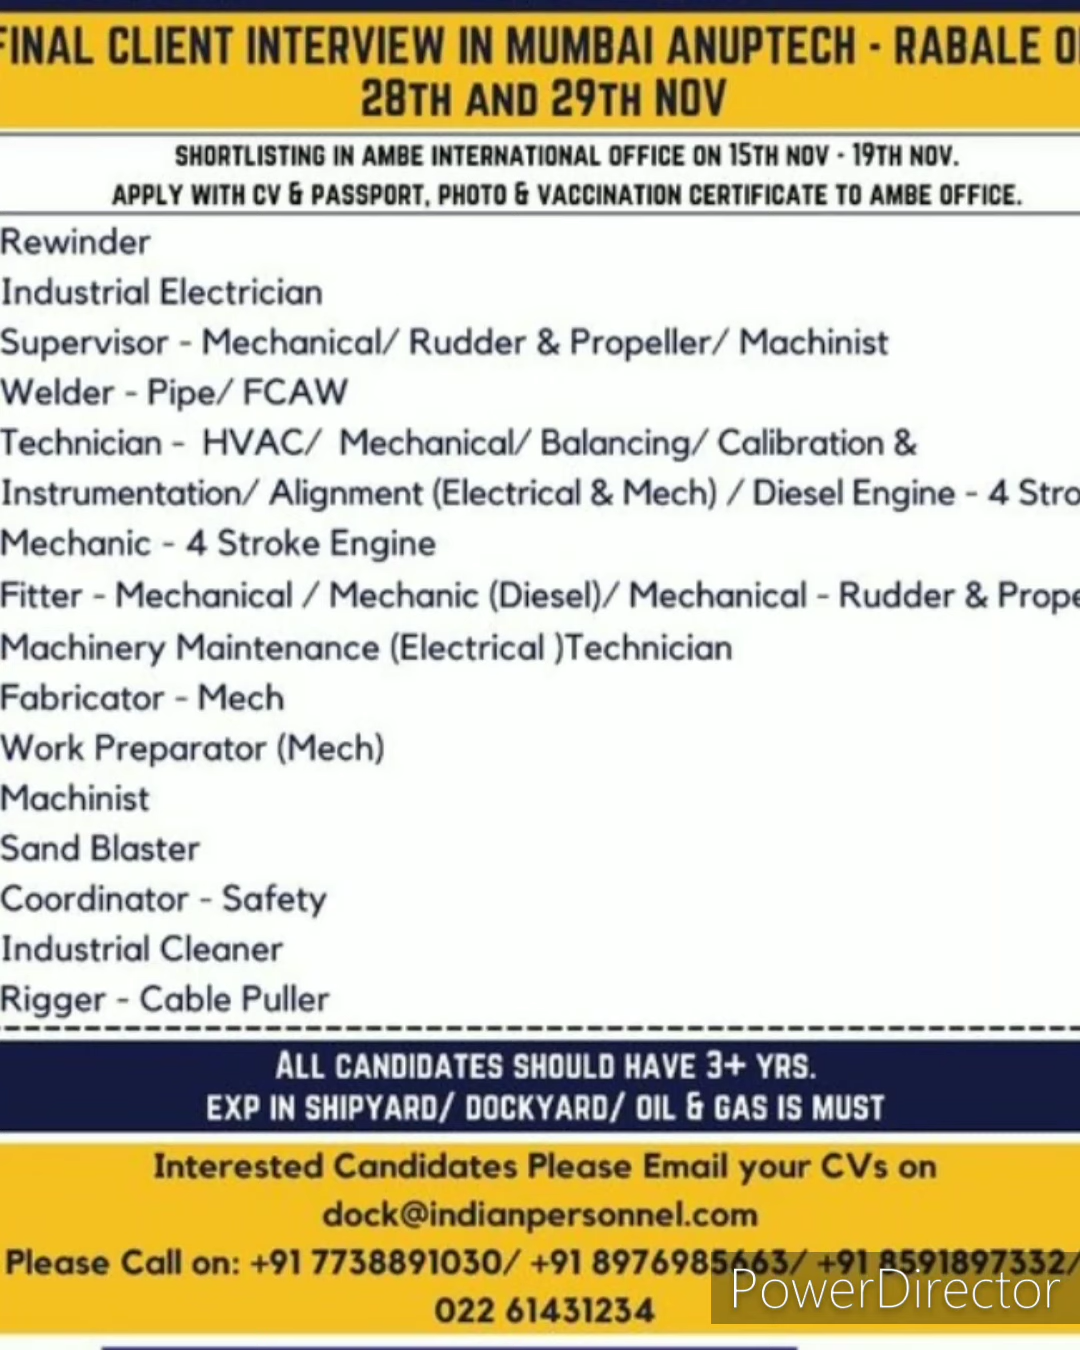 FINAL CLIENT INTERVIEW IN MUMBAI ANUPTECH - RABALE
28TH AND 29TH NOV
SHORTLISTING IN AMBE INTERNATIONAL OFFICE ON 15TH NOV - 19TH NOV.
APPLY WITH CV & PASSPORT, PHOTO & VACCINATION CERTIFICATE TO AMBE OFFICE.
Rewinder
Industrial Electrician
Supervisor - Mechanical/ Rudder & Propeller/ Machinist
Welder - Pipe/ FCAW
Technician - HVAC/ Mechanical/ Balancing/ Calibration &
Instrumentation/ Alignment (Electrical & Mech) / Diesel Engine - 4 Stro
Mechanic - 4 Stroke Engine
Fitter - Mechanical / Mechanic (Diesel)/ Mechanical - Rudder & Prope
Machinery Maintenance (Electrical )Technician
Fabricator - Mech
Work Preparator (Mech)
Machinist
Sand Blaster
Coordinator - Safety
Industrial Cleaner
Rigger - Cable Puller
ALL CANDIDATES SHOULD HAVE 3+ YRS.
EXP IN SHIPYARD/ DOCKYARD/ OIL & GAS IS MUST
Interested Candidates Please Email your CVs on
dock@indianpersonnel.com
Please Call on: +91 7738891030/ +91 8976985663/ +91 8591897332/
022 61431234
PowerDirector